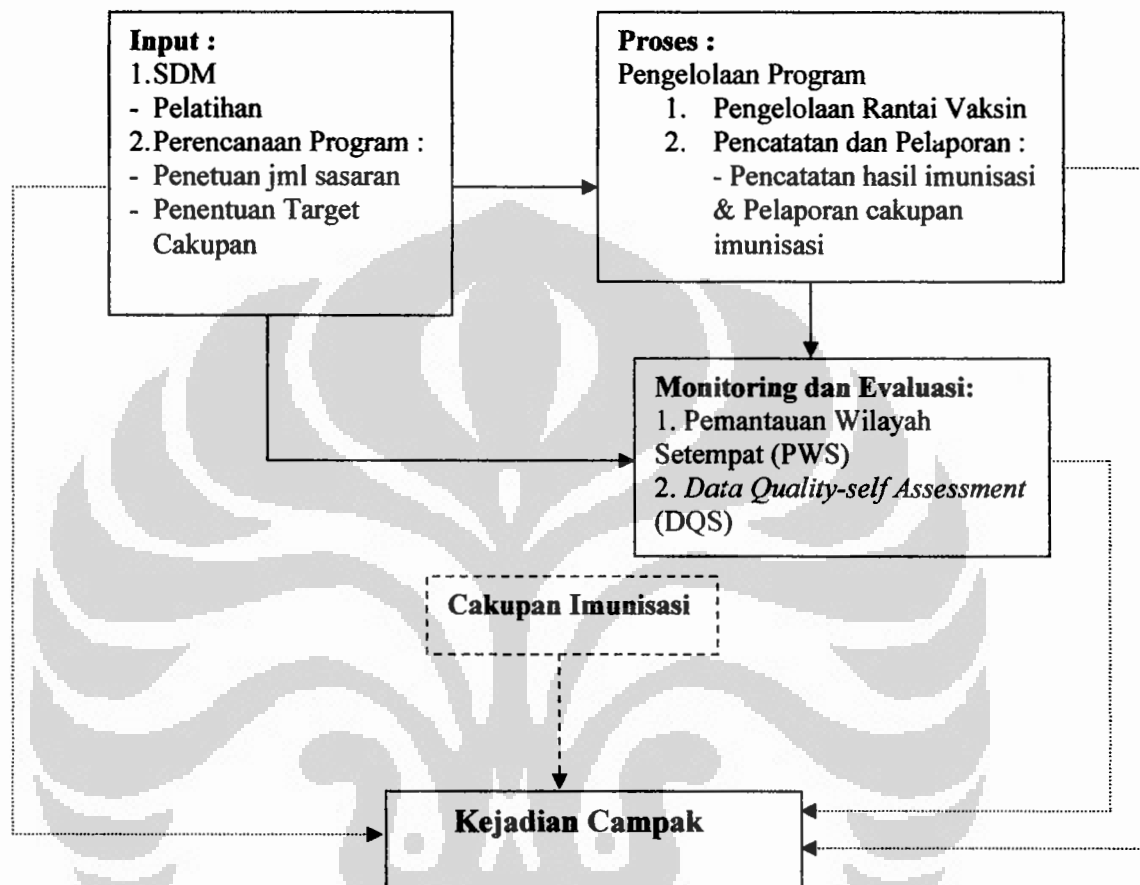 Input :
1.SDM
- Pelatihan
2.Perencanaan Program :
- Penetuan jml sasaran
- Penentuan Target
Cakupan
Proses :
Pengelolaan Program
1. Pengelolaan Rantai Vaksin
2. Pencatatan dan Pelaporan :
- Pencatatan hasil imunisasi
& Pelaporan cakupan
imunisasi
Monitoring dan Evaluasi:
1. Pemantauan Wilayah
Setempat (PWS)
2. Data Quality-self Assessment
(DQS)
Cakupan Imunisasi
Kejadian Campak